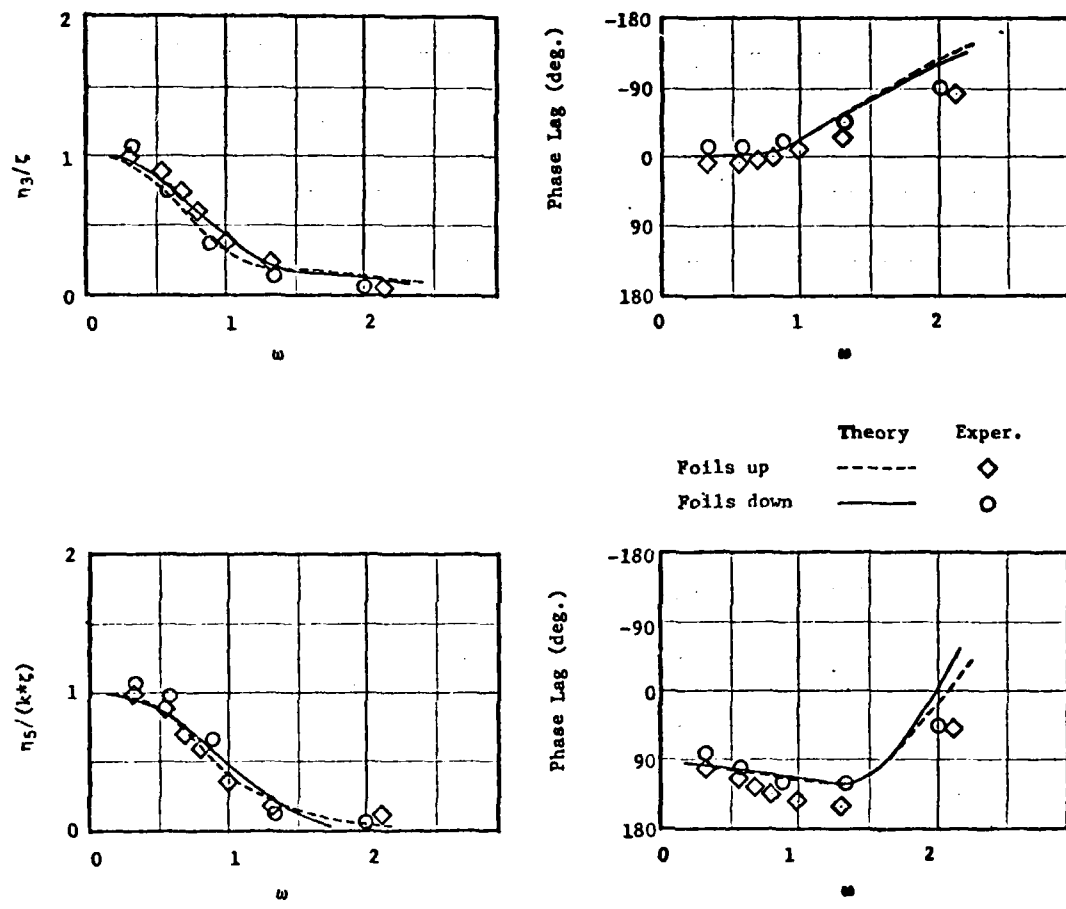 2
1
0
η3/ζ
0 1 2
ω
-180
-90
0
90
180
Phase Lag (deg.)
0 1 2
ω
Theory Exper.
Foils up
Foils down
2
1
0
η5/(k*ζ)
0 1 2
ω
-180
-90
0
90
180
Phase Lag (deg.)
0 1 2
ω